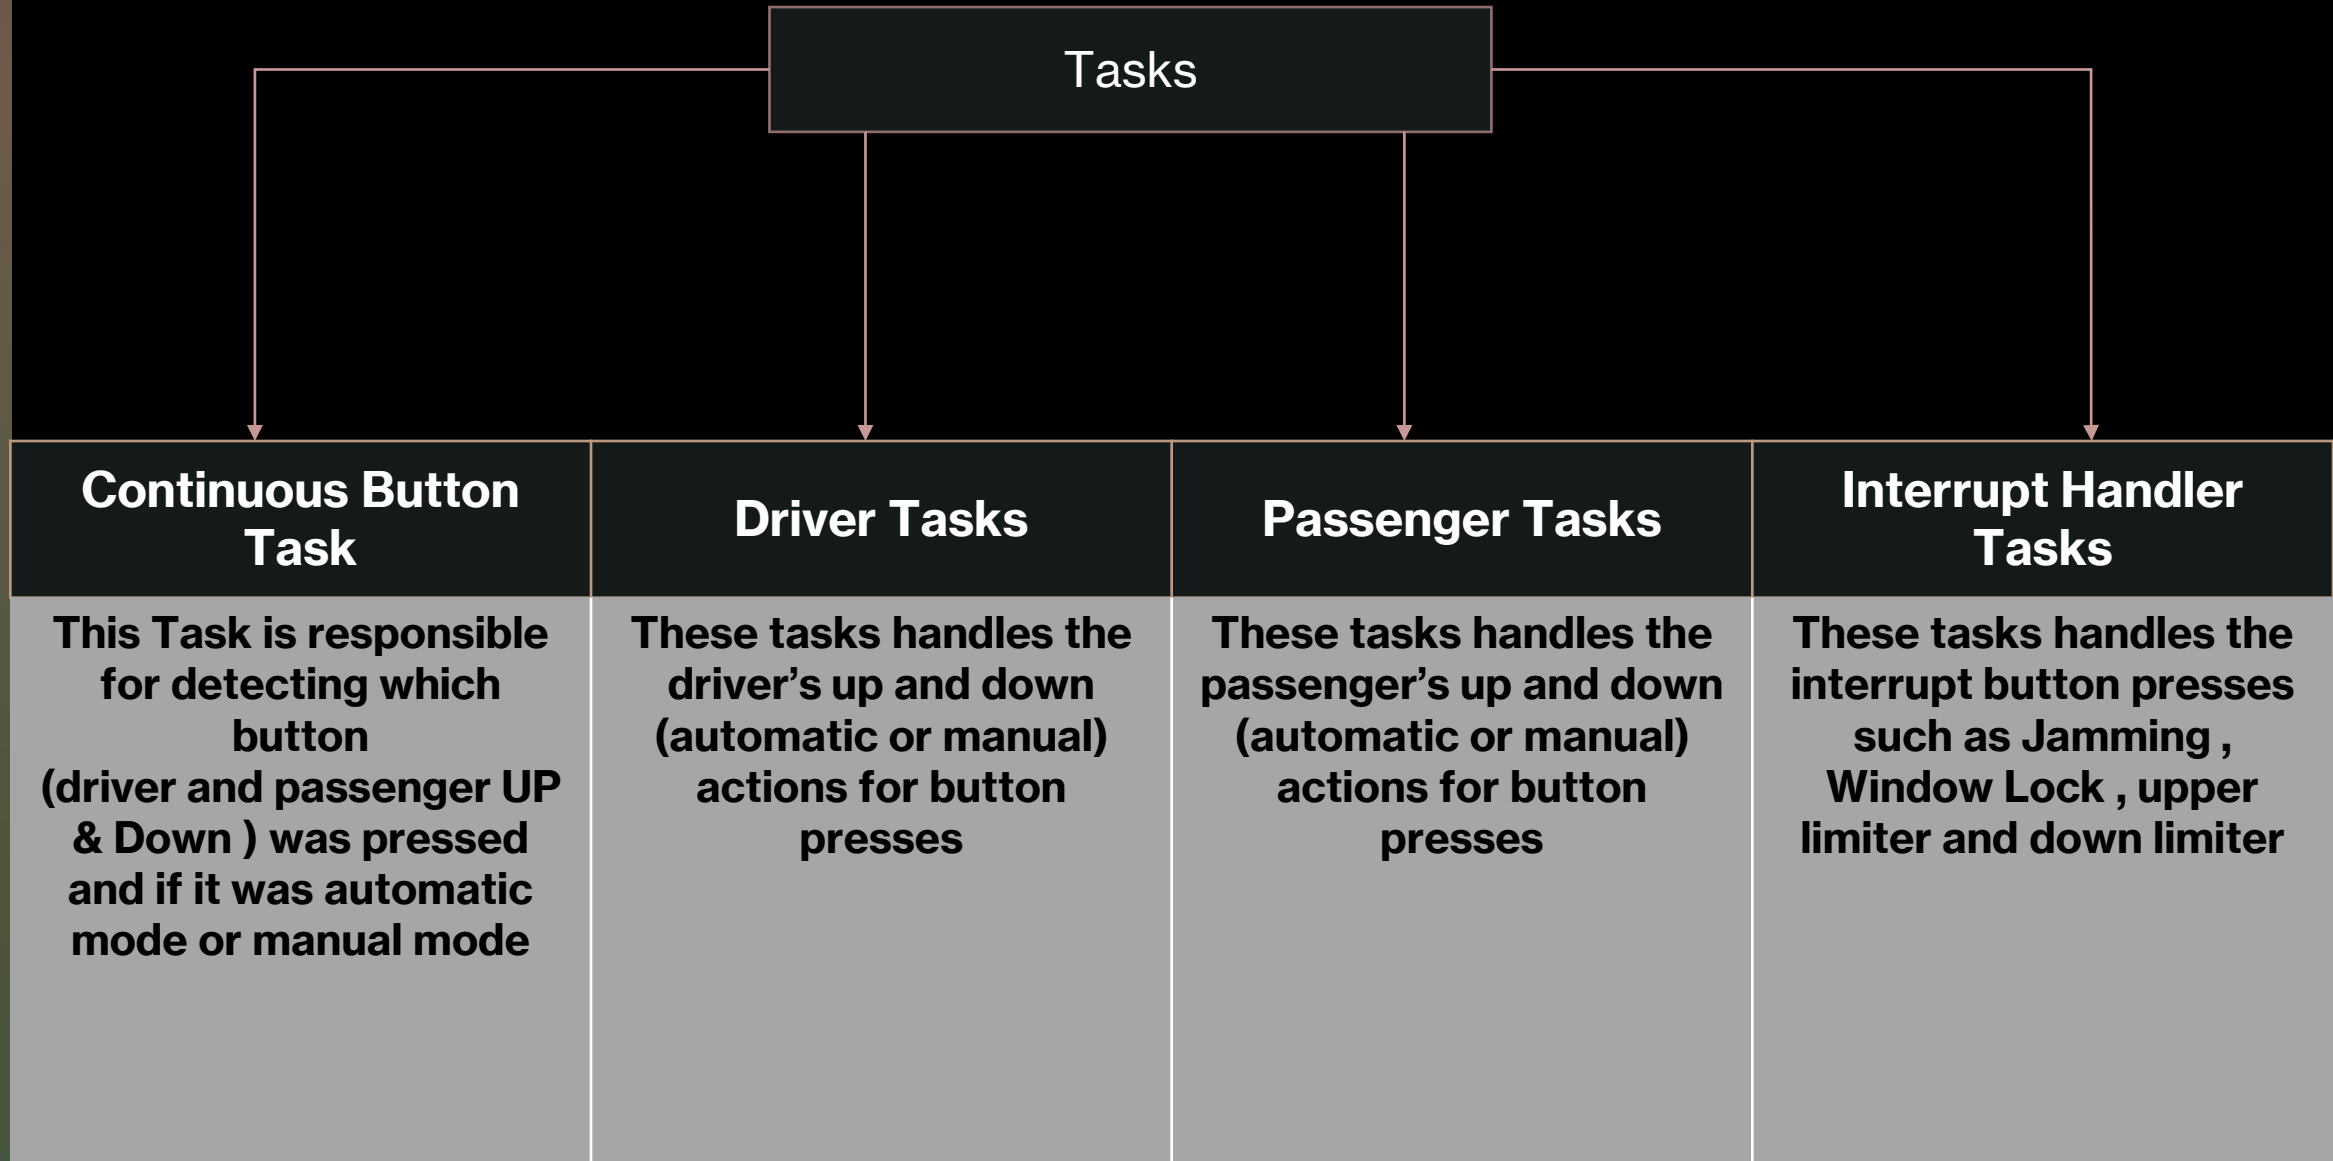 Tasks
Continuous Button
Task
Driver Tasks
Passenger Tasks
Interrupt Handler
Tasks
This Task is responsible
for detecting which
button
(driver and passenger UP
& Down ) was pressed
and if it was automatic
mode or manual mode
These tasks handles the
driver’s up and down
(automatic or manual)
actions for button
presses
These tasks handles the
passenger’s up and down
(automatic or manual)
actions for button
presses
These tasks handles the
interrupt button presses
such as Jamming ,
Window Lock , upper
limiter and down limiter